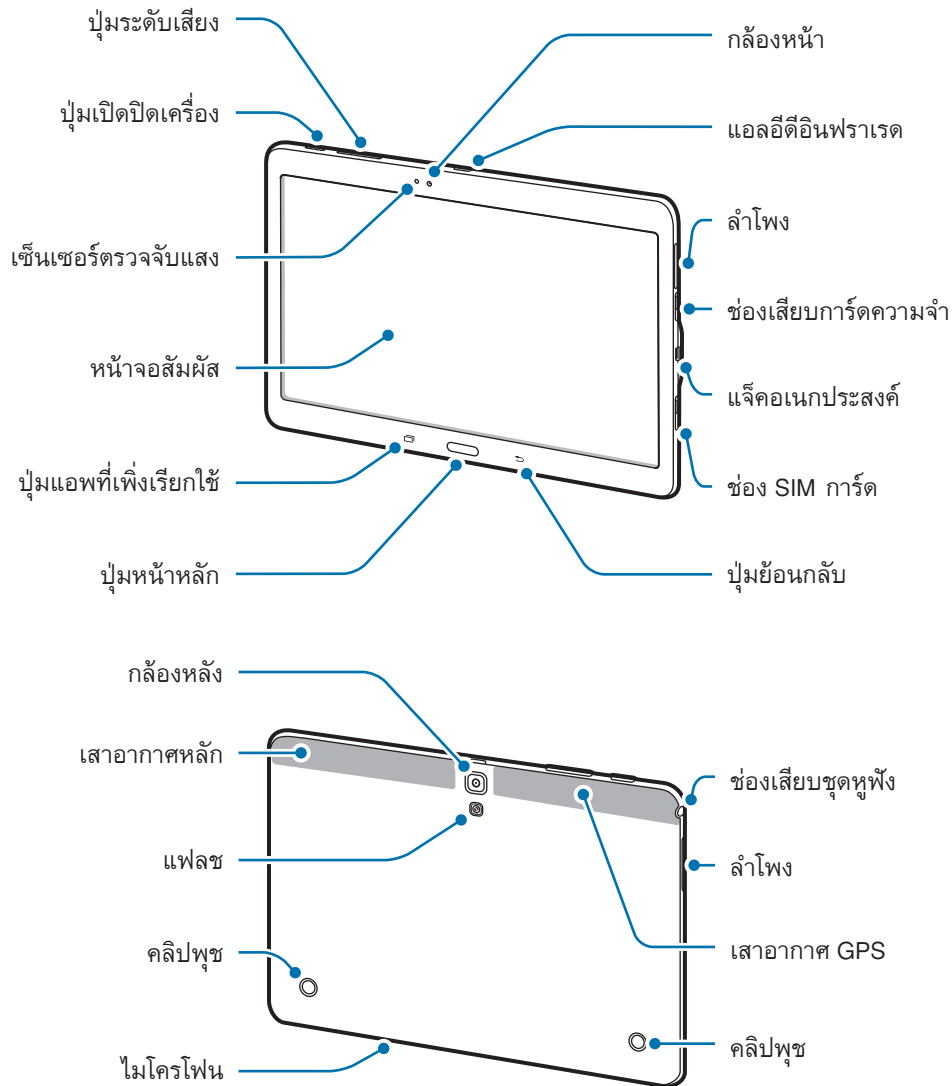 ปุ่มระดับเสียง
กล้องหน้า
ปุ่มเปิดปิดเครื่อง
แอลอีดีอินฟราเรด
ลำโพง
เซ็นเซอร์ตรวจจับแสง
ช่องเสียบการ์ดความจำ
หน้าจอสัมผัส
แจ็คอเนกประสงค์
ปุ่มแอพที่เพิ่งเรียกใช้
ช่อง SIM การ์ด
ปุ่มหน้าหลัก
ปุ่มย้อนกลับ
กล้องหลัง
เสาอากาศหลัก
ช่องเสียบชุดหูฟัง
แฟลช
ลำโพง
คลิปพุช
เสาอากาศ GPS
คลิปพุช
ไมโครโฟน